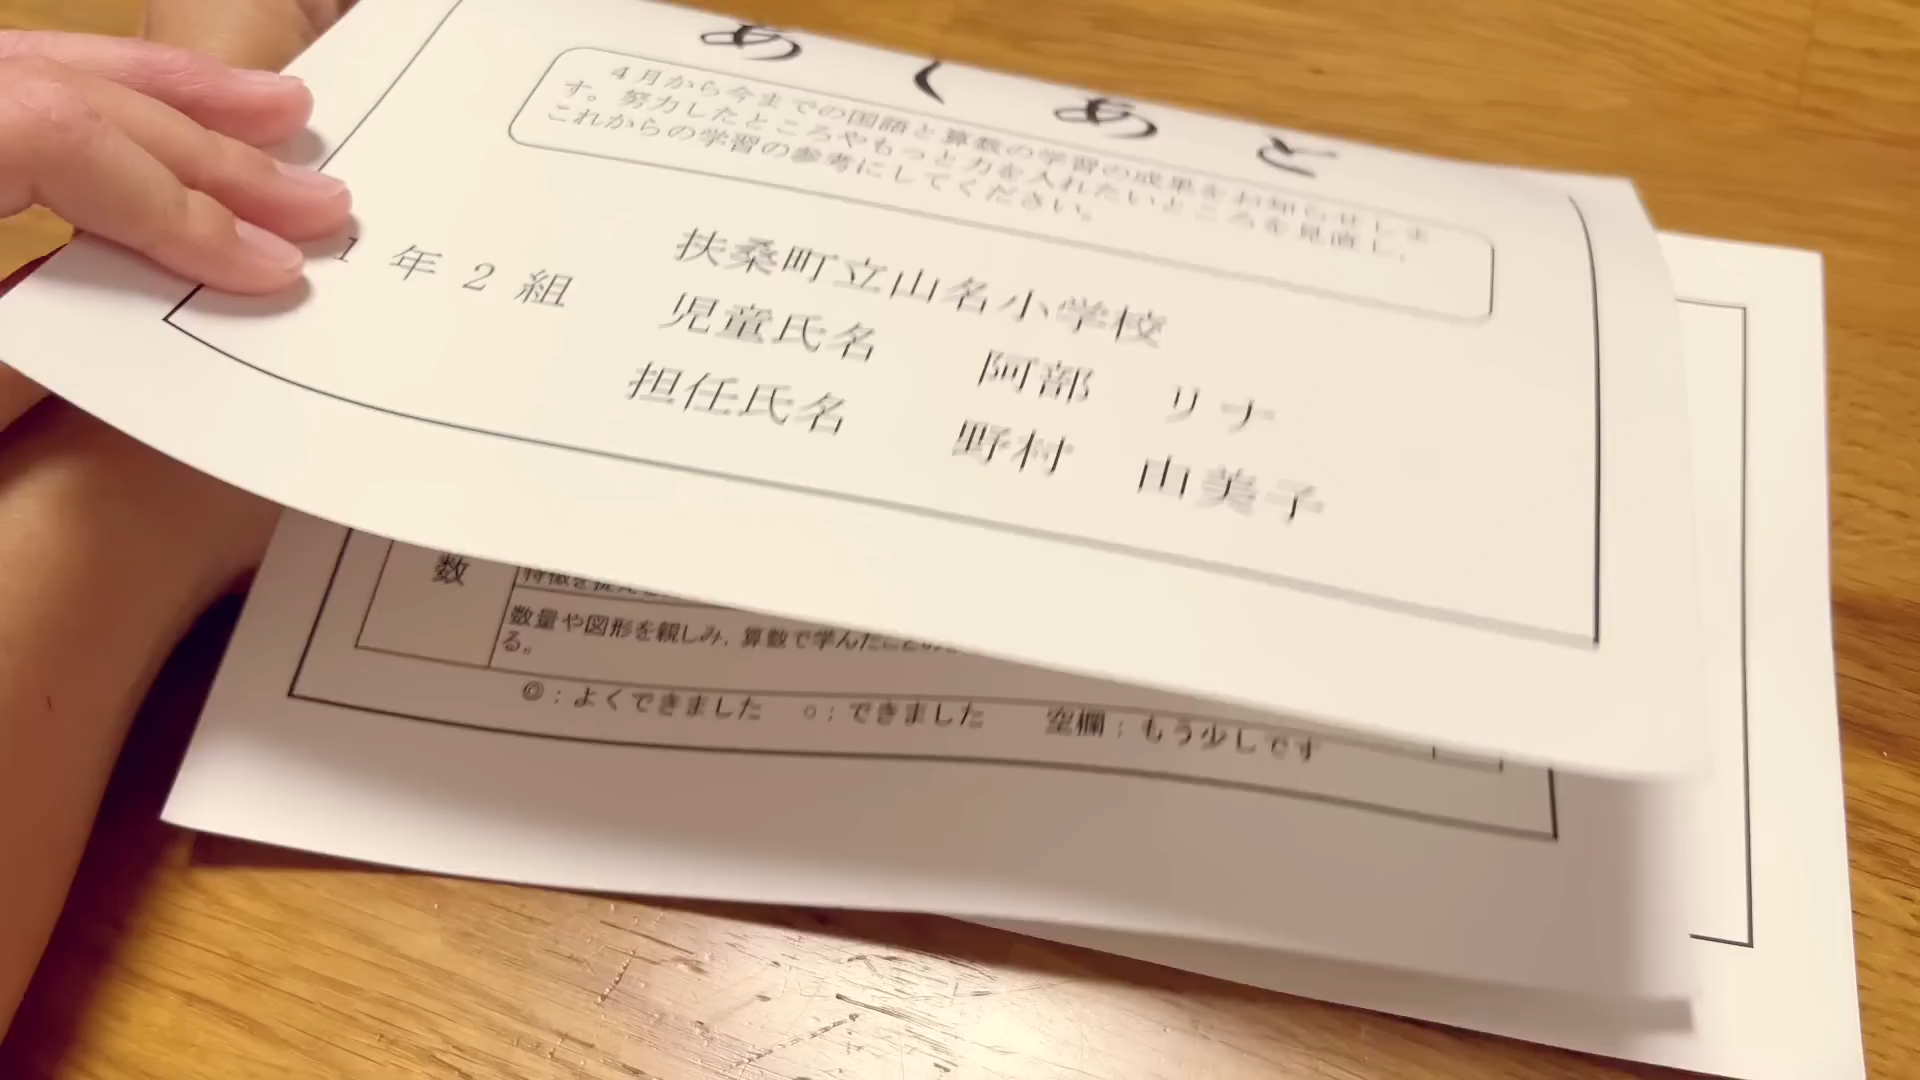 あ く あ と
4月から今までの国語と算数の学習の成果をお知らせしま
す。努力したところやもっと力を入れたいところを見直し、
これからの学習の参考にしてください。
扶桑町立山名小学校
1 年 2 組 児童氏名 阿部 リナ
担任氏名 野村 由美子
数
特徴を捉え
数量や図形を親しみ、算数で学んだことの
る。
◎：よくできました ○：できました 空欄：もう少しです